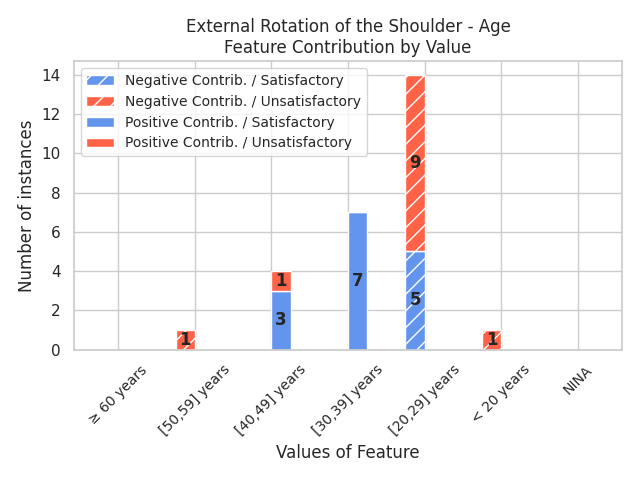 External Rotation of the Shoulder - Age
Feature Contribution by Value
Negative Contrib. / Satisfactory
Negative Contrib. / Unsatisfactory
Positive Contrib. / Satisfactory
Positive Contrib. / Unsatisfactory
Number of instances
14
12
10
8
6
4
2
0
1
1
3
7
9
5
1
≥ 60 years
[50,59] years
[40,49] years
[30,39] years
[20,29] years
< 20 years
NINA
Values of Feature